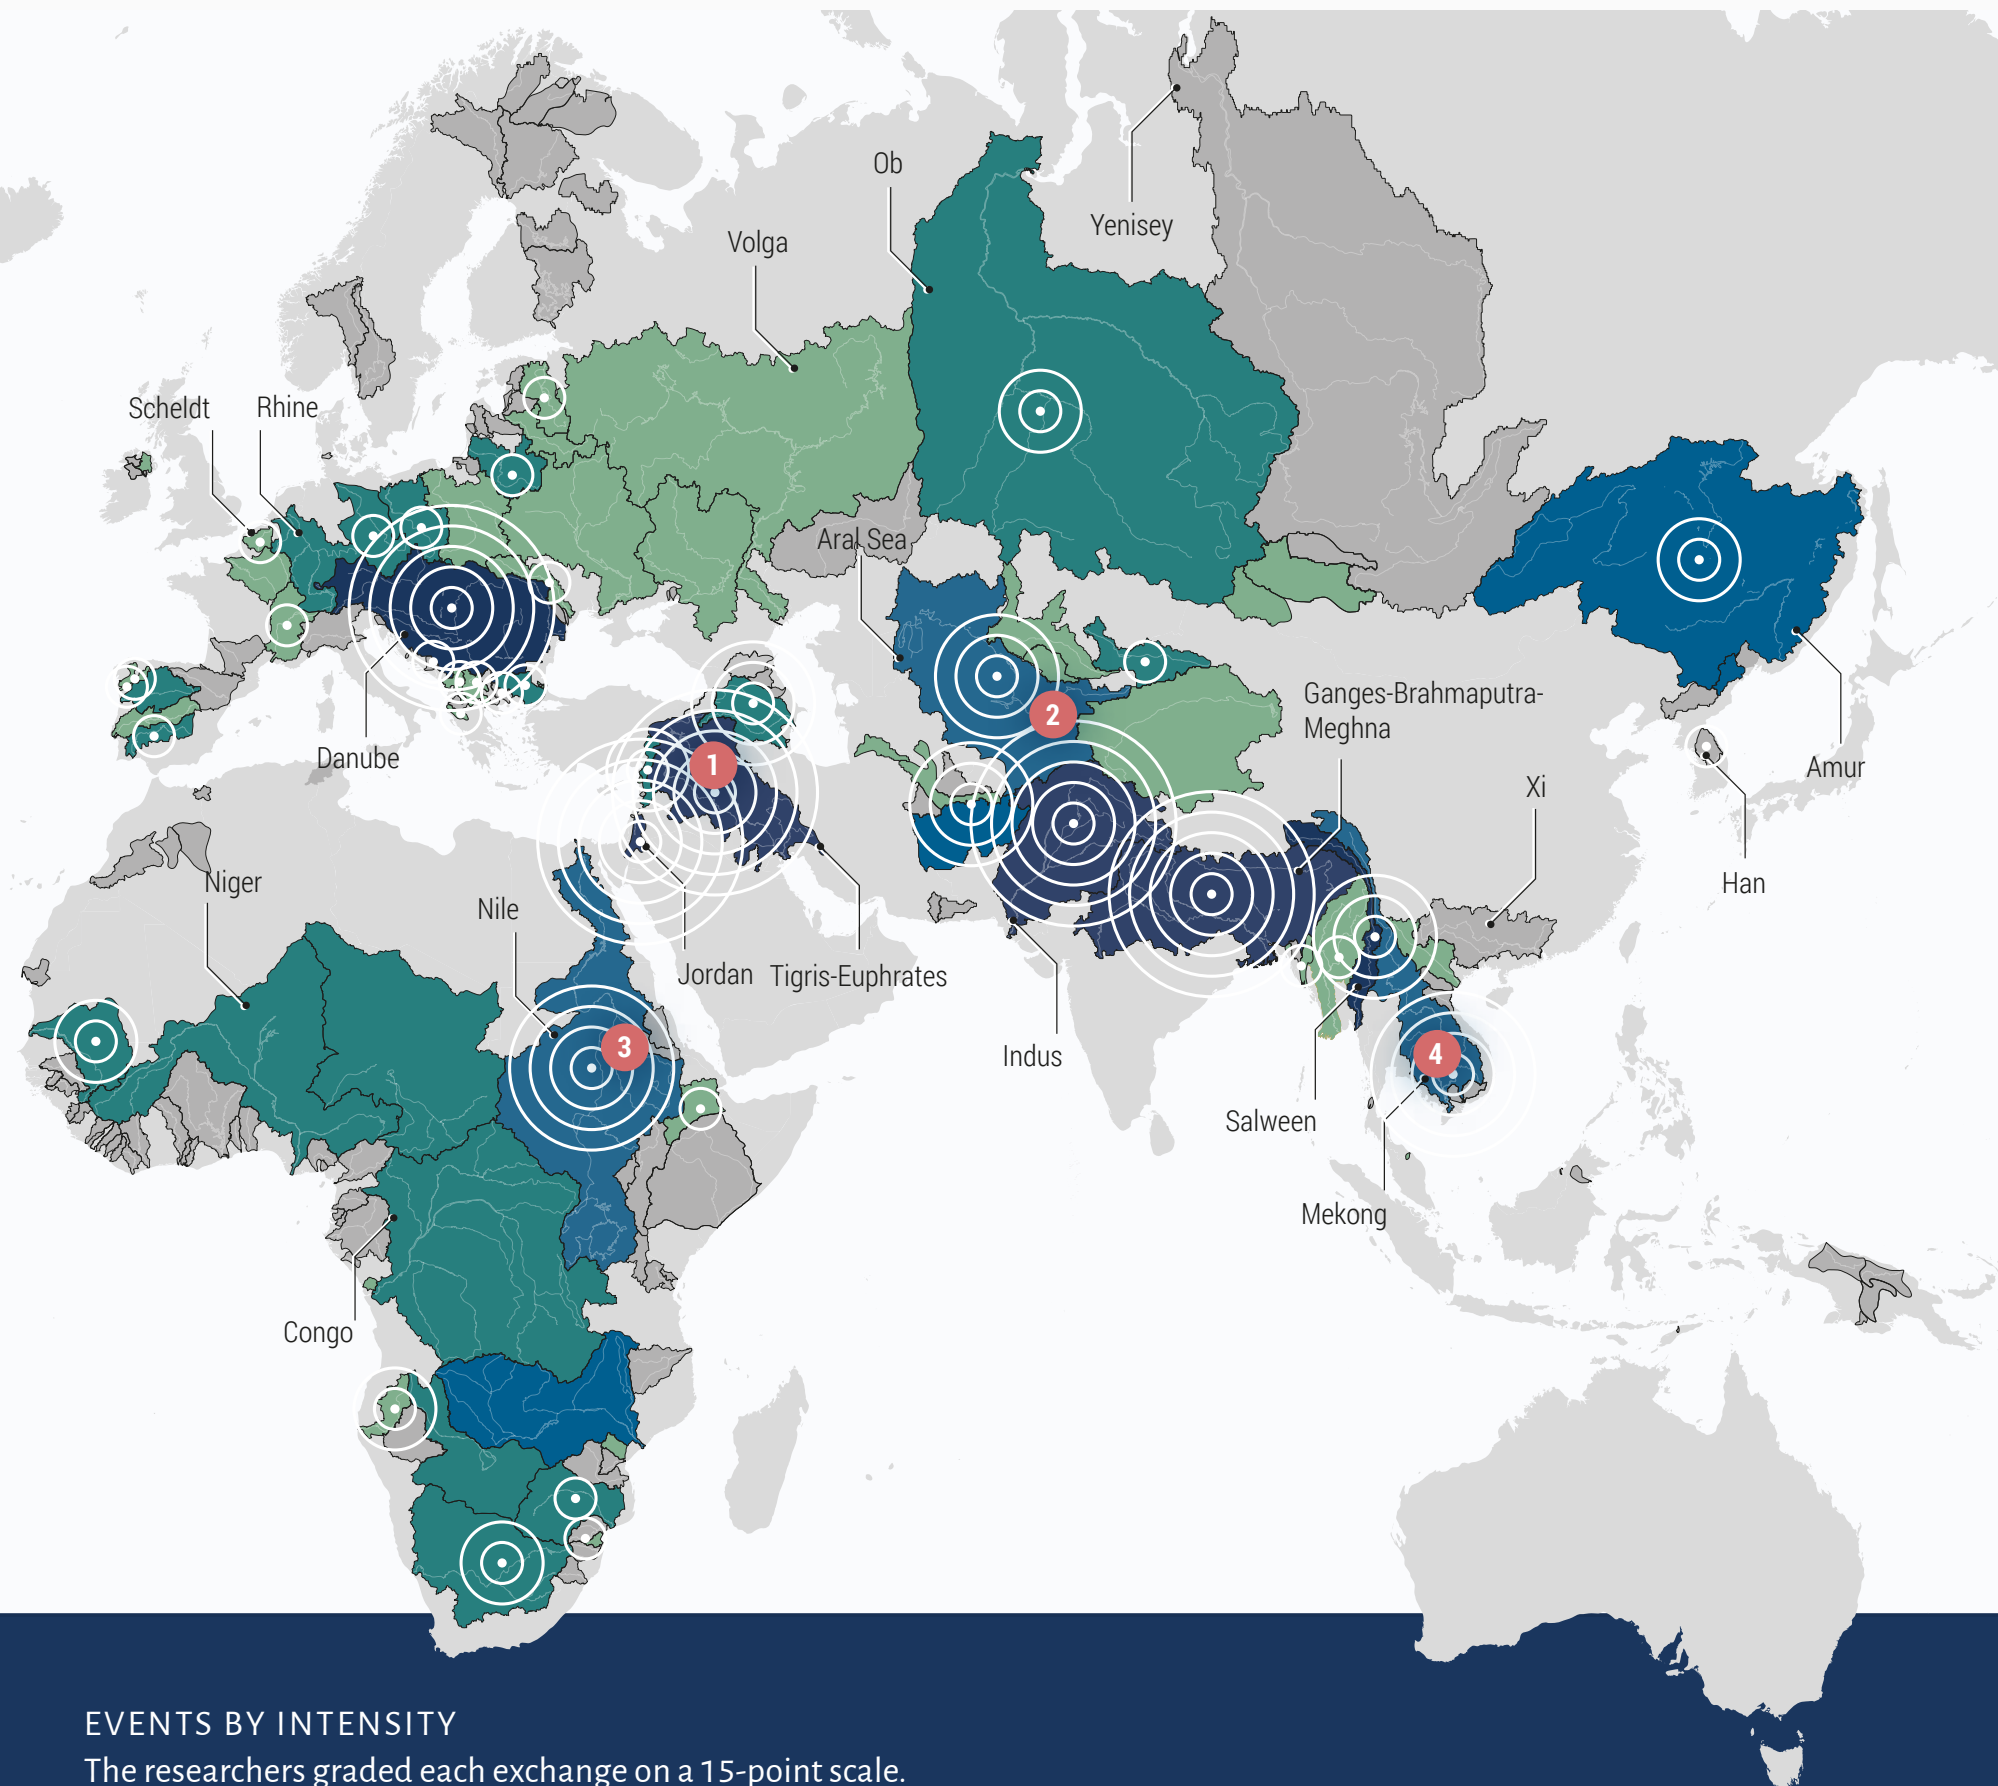 Ob
Yenisey
Volga
Scheldt
Rhine
Aral Sea
Ganges-Brahmaputra-
Meghna
2
Danube
1
Amur
Xi
Niger
Han
Nile
Jordan
Tigris-Euphrates
3
Indus
4
Salween
Mekong
Congo
EVENTS BY INTENSITY
The researchers graded each exchange on a 15-point scale.